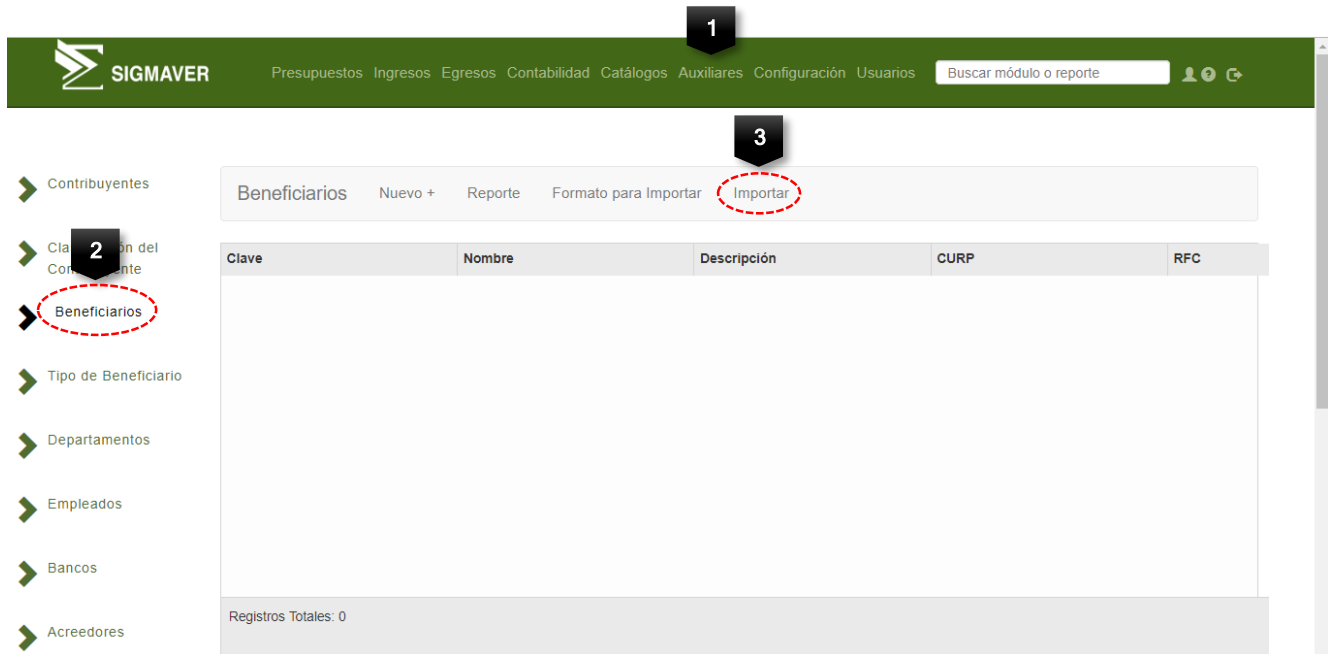 1
SIGMAVER
Presupuestos Ingresos Egresos Contabilidad Catálogos Auxiliares Configuración Usuarios
Buscar módulo o reporte
3
Contribuyentes
Beneficiarios Nuevo + Reporte Formato para Importar Importar
2
del
Clave Nombre Descripción CURP RFC
Beneficiarios
Tipo de Beneficiario
Departamentos
Empleados
Bancos
Registros Totales: 0
Acreedores